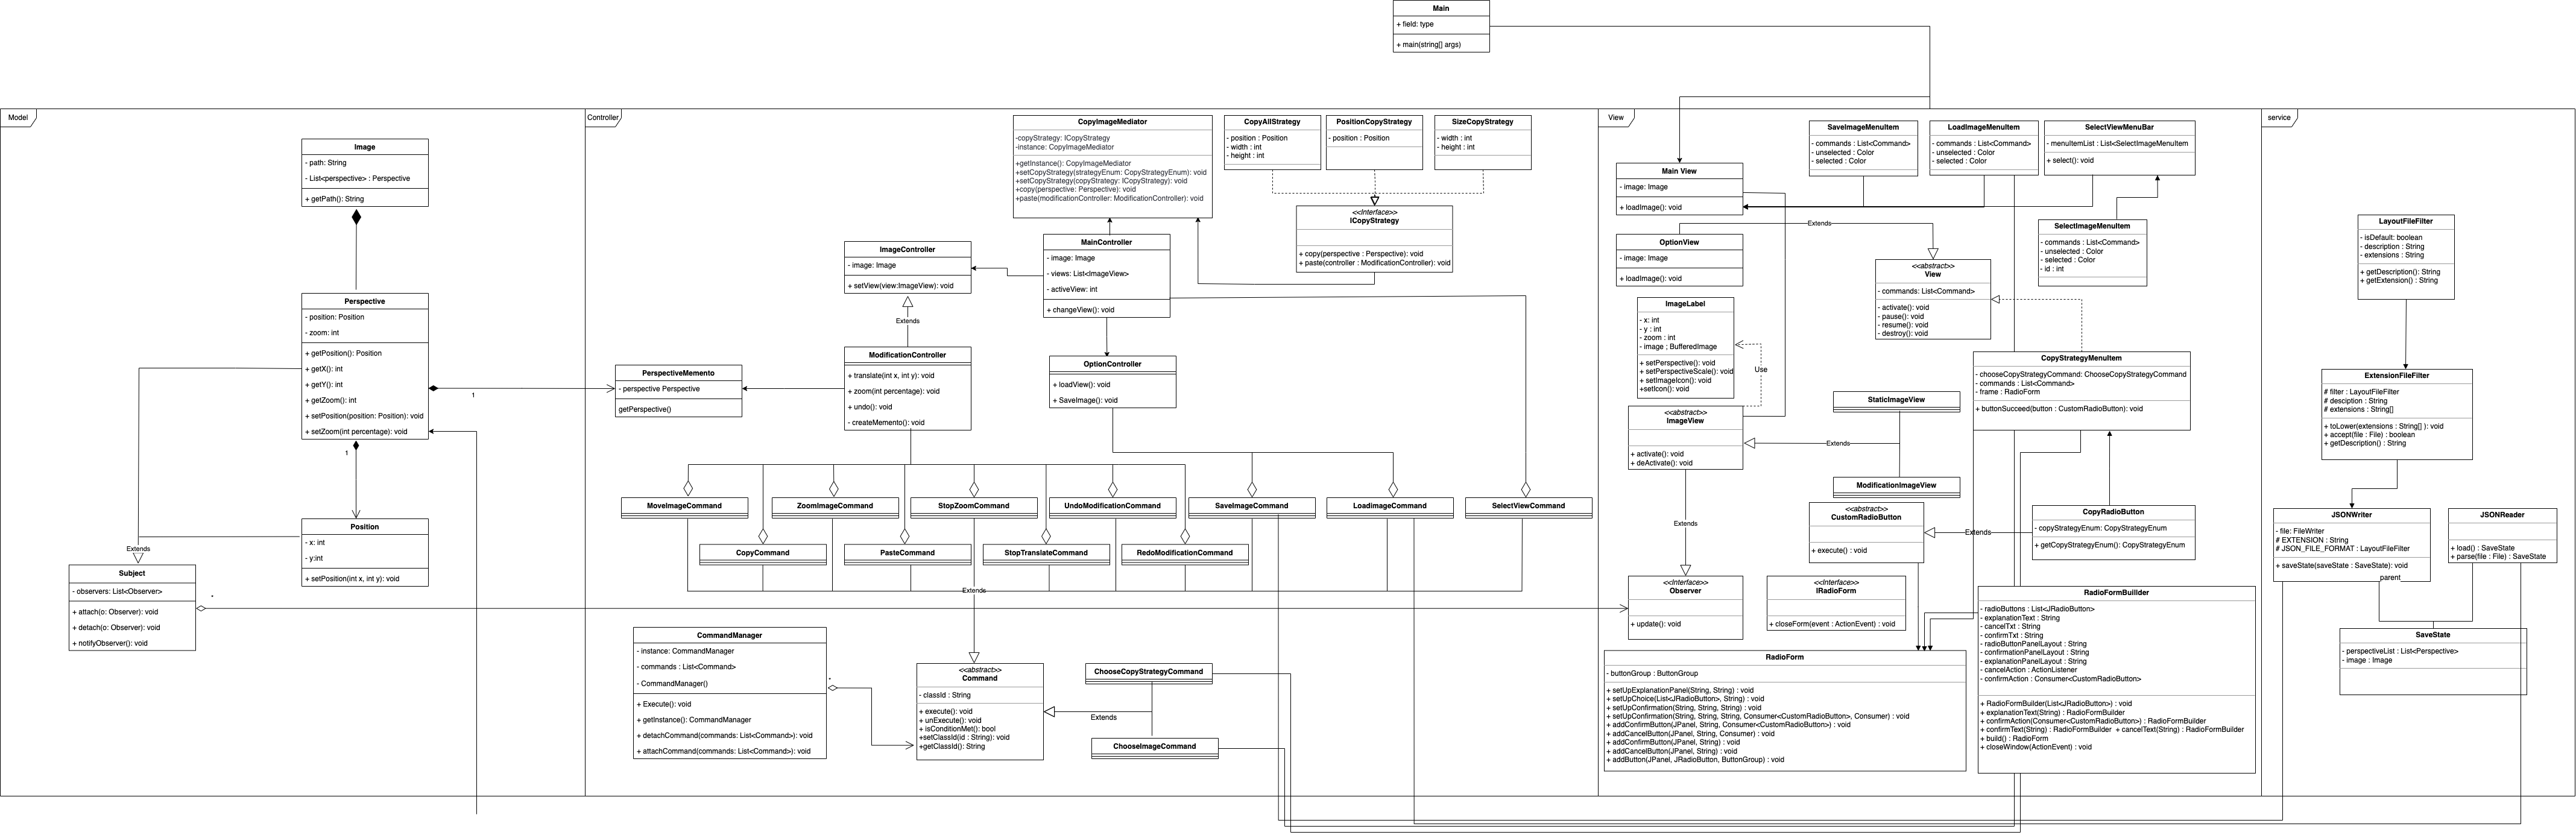 Main
+ field: type
+ main(string[] args)
Model
Image
- path: String
- List<perspective> : Perspective
+ getPath(): String
Perspective
- position: Position
- zoom: int
+ getPosition(): Position
+ getX(): int
+ getY(): int
+ getZoom(): int
+ setPosition(position: Position): void
+ setZoom(int percentage): void
1
1
Position
- x: int
- y:int
+ setPosition(int x, int y): void
Extends
Subject
- observers: List<Observer>
+ attach(o: Observer): void
+ detach(o: Observer): void
+ notifyObserver(): void
*
Controller
CopyImageMediator
-copyStrategy: ICopyStrategy
-instance: CopyImageMediator
+getInstance(): CopyImageMediator
+setCopyStrategy(strategyEnum: CopyStrategyEnum): void
+setCopyStrategy(copyStrategy: ICopyStrategy): void
+copy(perspective: Perspective): void
+paste(modificationController: ModificationController): void
CopyAllStrategy
- position : Position
- width : int
- height : int
PositionCopyStrategy
- position : Position
SizeCopyStrategy
- width : int
- height : int
<<Interface>>
ICopyStrategy
+ copy(perspective : Perspective): void
+ paste(controller : ModificationController): void
ImageController
- image: Image
+ setView(view:ImageView): void
MainController
- image: Image
- views: List<ImageView>
- activeView: int
+ changeView(): void
Extends
ModificationController
+ translate(int x, int y): void
+ zoom(int percentage): void
+ undo(): void
- createMemento(): void
PerspectiveMemento
- perspective Perspective
getPerspective()
OptionController
+ loadView(): void
+ SaveImage(): void
MoveImageCommand
ZoomImageCommand
StopZoomCommand
UndoModificationCommand
SaveImageCommand
LoadimageCommand
SelectViewCommand
CopyCommand
PasteCommand
StopTranslateCommand
RedoModificationCommand
Extends
CommandManager
- instance: CommandManager
- commands : List<Command>
- CommandManager()
+ Execute(): void
+ getInstance(): CommandManager
+ detachCommand(commands: List<Command>): void
+ attachCommand(commands: List<Command>): void
*
<<abstract>>
Command
- classId : String
+ execute(): void
+ unExecute(): void
+ isConditionMet(): bool
+setClassId(id : String): void
+getClassId(): String
ChooseCopyStrategyCommand
Extends
ChooseImageCommand
View
Main View
- image: Image
+ loadImage(): void
SaveImageMenuItem
- commands : List<Command>
- unselected : Color
- selected : Color
LoadImageMenuItem
- commands : List<Command>
- unselected : Color
- selected : Color
SelectViewMenuBar
- menuItemList : List<SelectImageMenuItem
+ select(): void
SelectImageMenuItem
- commands : List<Command>
- unselected : Color
- selected : Color
- id : int
Extends
OptionView
- image: Image
+ loadImage(): void
<<abstract>>
View
- commands: List<Command>
- activate(): void
- pause(): void
- resume(): void
- destroy(): void
ImageLabel
- x: int
- y : int
- zoom : int
- image ; BufferedImage
+ setPerspective(): void
+ setPerspectiveScale(): void
+ setImageIcon(): void
+setIcon(): void
Use
<<abstract>>
ImageView
+ activate(): void
+ deActivate(): void
StaticImageView
Extends
ModificationImageView
CopyStrategyMenuItem
- chooseCopyStrategyCommand: ChooseCopyStrategyCommand
- commands : List<Command>
- frame : RadioForm
+ buttonSucceed(button : CustomRadioButton): void
<<abstract>>
CustomRadioButton
+ execute() : void
Extends
CopyRadioButton
- copyStrategyEnum: CopyStrategyEnum
+ getCopyStrategyEnum(): CopyStrategyEnum
Extends
<<Interface>>
Observer
+ update(): void
<<Interface>>
IRadioForm
+ closeForm(event : ActionEvent) : void
RadioForm
- buttonGroup : ButtonGroup
+ setUpExplanationPanel(String, String) : void
+ setUpChoice(List<JRadioButton>, String) : void
+ setUpConfirmation(String, String, String) : void
+ setUpConfirmation(String, String, String, Consumer<CustomRadioButton>, Consumer) : void
+ addConfirmButton(JPanel, String, Consumer<CustomRadioButton>) : void
+ addCancelButton(JPanel, String, Consumer) : void
+ addConfirmButton(JPanel, String) : void
+ addCancelButton(JPanel, String) : void
+ addButton(JPanel, JRadioButton, ButtonGroup) : void
RadioFormBuillder
- radioButtons : List<JRadioButton>
- explanationText : String
- cancelTxt : String
- confirmTxt : String
- radioButtonPanelLayout : String
- confirmationPanelLayout : String
- explanationPanelLayout : String
- cancelAction : ActionListener
- confirmAction : Consumer<CustomRadioButton>
+ RadioFormBuilder(List<JRadioButton>) : void
+ explanationText(String) : RadioFormBuilder
+ confirmAction(Consumer<CustomRadioButton>) : RadioFormBuilder
+ confirmText(String) : RadioFormBuilder + cancelText(String) : RadioFormBuilder
+ build() : RadioForm
+ closeWindow(ActionEvent) : void
service
LayoutFileFilter
- isDefault: boolean
- description : String
- extensions : String
+ getDescription(): String
+ getExtension() : String
ExtensionFileFilter
# filter : LayoutFileFilter
# desciption : String
# extensions : String[]
+ toLower(extensions : String[] ): void
+ accept(file : File) : boolean
+ getDescription() : String
JSONWriter
- file: FileWriter
# EXTENSION : String
# JSON_FILE_FORMAT : LayoutFileFilter
+ saveState(saveState : SaveState): void
parent
JSONReader
+ load() : SaveState
+ parse(file : File) : SaveState
SaveState
- perspectiveList : List<Perspective>
- image : Image